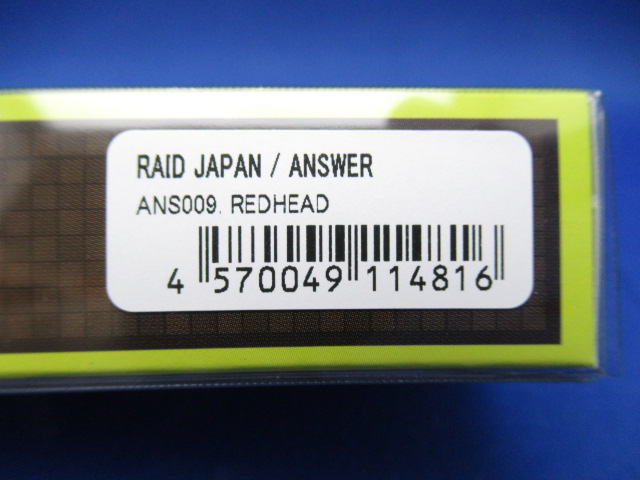 RAID JAPAN / ANSWER
ANS009. REDHEAD
4 570049 114816